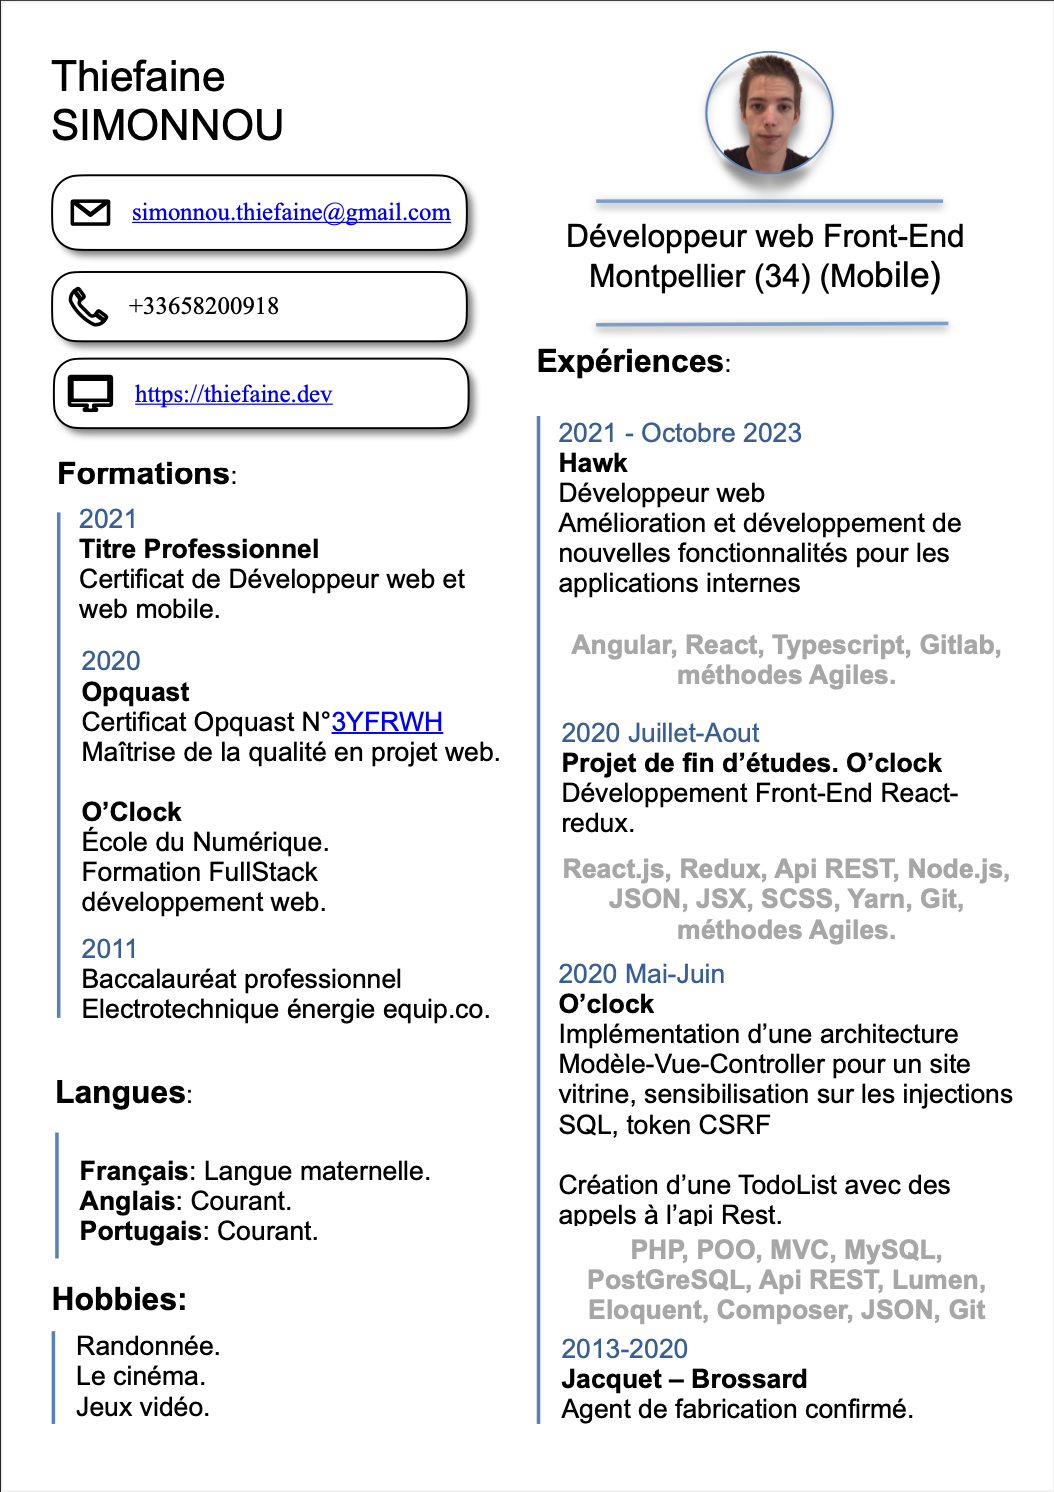 Thiefaine
SIMONNOU
simonnou.thiefaine@gmail.com
+33658200918
https://thiefaine.dev
Formations:
2021
Titre Professionnel
Certificat de Développeur web et
web mobile.
2020
Opquast
Certificat Opquast N°3YFRWH
Maîtrise de la qualité en projet web.
O’Clock
École du Numérique.
Formation FullStack
développement web.
2011
Baccalauréat professionnel
Electrotechnique énergie equip.co.
Langues:
Français: Langue maternelle.
Anglais: Courant.
Portugais: Courant.
Hobbies:
Randonnée.
Le cinéma.
Jeux vidéo.
Développeur web Front-End
Montpellier (34) (Mobile)
Expériences:
2021 - Octobre 2023
Hawk
Développeur web
Amélioration et développement de
nouvelles fonctionnalités pour les
applications internes
Angular, React, Typescript, Gitlab,
méthodes Agiles.
2020 Juillet-Aout
Projet de fin d’études. O’clock
Développement Front-End React-
redux.
React.js, Redux, Api REST, Node.js,
JSON, JSX, SCSS, Yarn, Git,
méthodes Agiles.
2020 Mai-Juin
O’clock
Implémentation d’une architecture
Modèle-Vue-Controller pour un site
vitrine, sensibilisation sur les injections
SQL, token CSRF
Création d’une TodoList avec des
appels à l’api Rest.
PHP, POO, MVC, MySQL,
PostGreSQL, Api REST, Lumen,
Eloquent, Composer, JSON, Git
2013-2020
Jacquet – Brossard
Agent de fabrication confirmé.